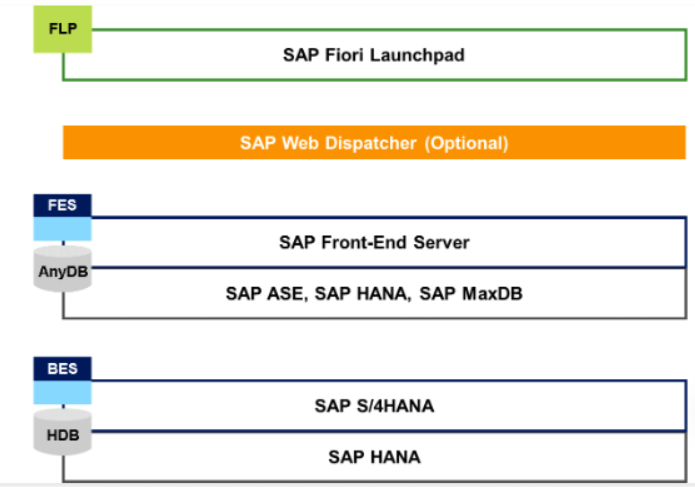 FLP
SAP Fiori Launchpad
SAP Web Dispatcher (Optional)
FES
SAP Front-End Server
AnyDB
SAP ASE, SAP HANA, SAP MaxDB
BES
SAP S/4HANA
HDB
SAP HANA